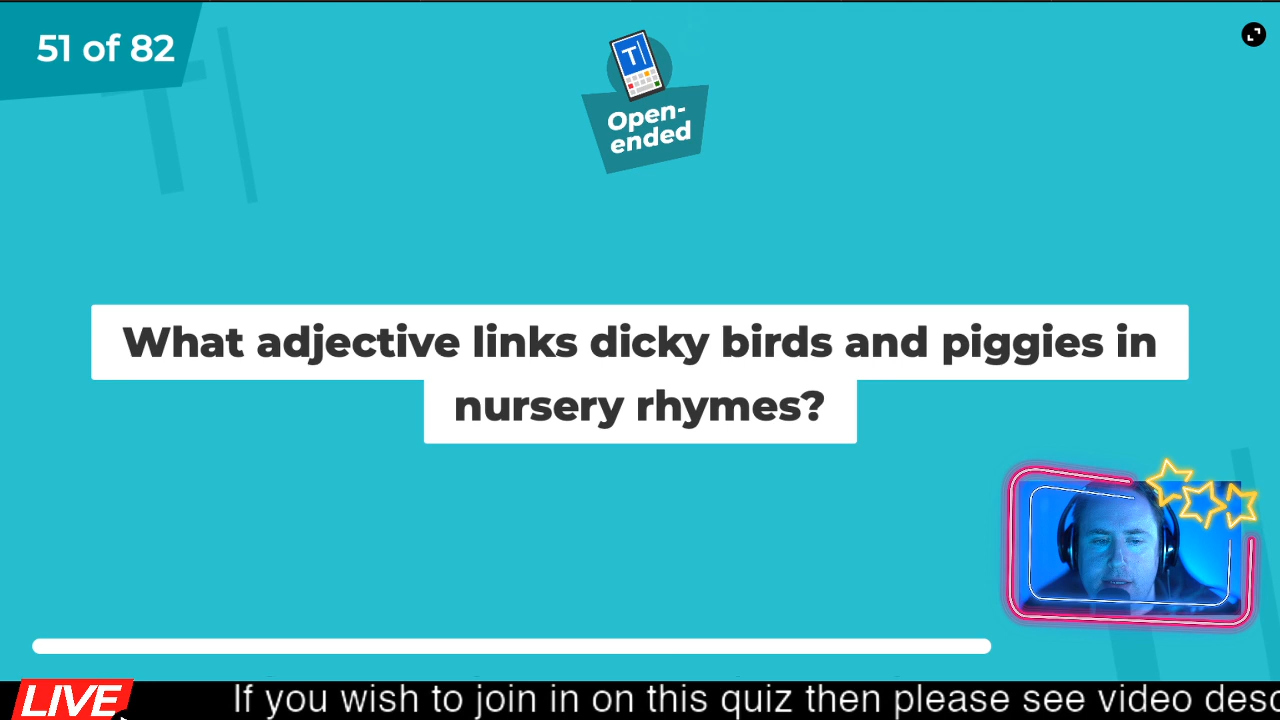 51 of 82
T
Open-
ended
What adjective links dicky birds and piggies in
nursery rhymes?
LIVE
If you wish to join in on this quiz then please see video desc